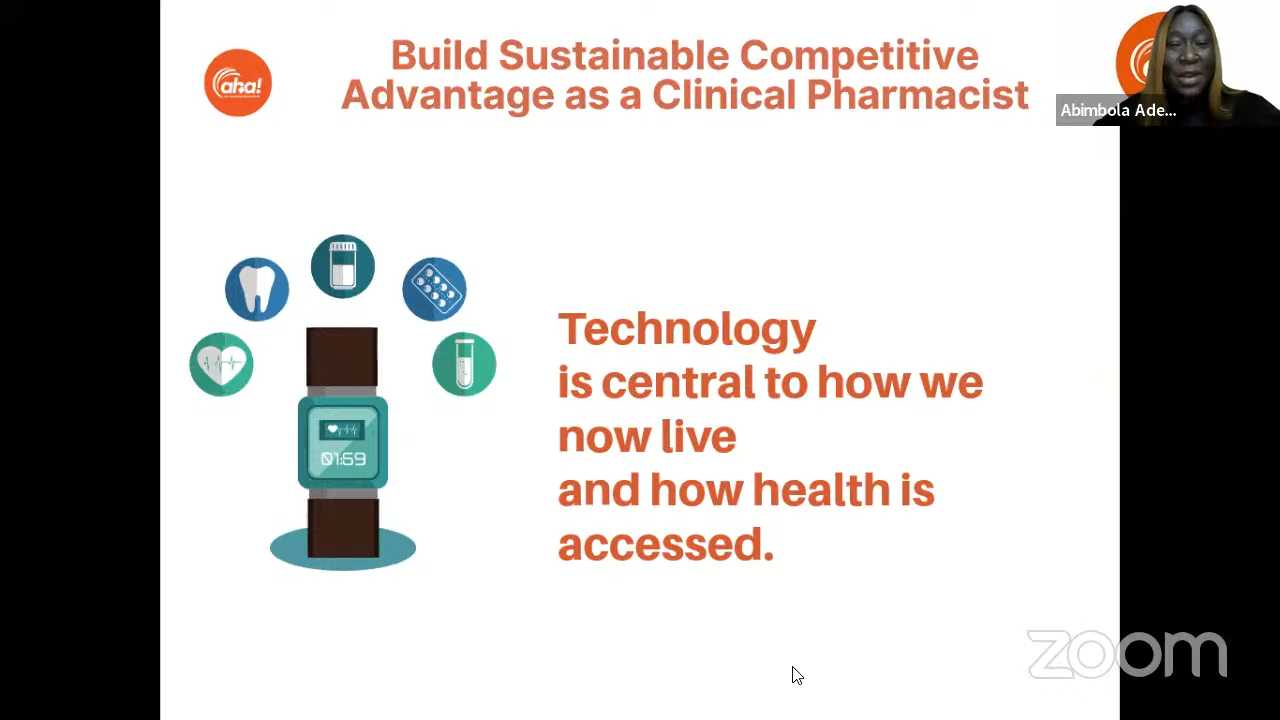 Build Sustainable Competitive
Advantage as a Clinical Pharmacist
aha!
Abimbola Ade...
Technology
is central to how we
now live
and how health is
accessed.
01:59
zoom